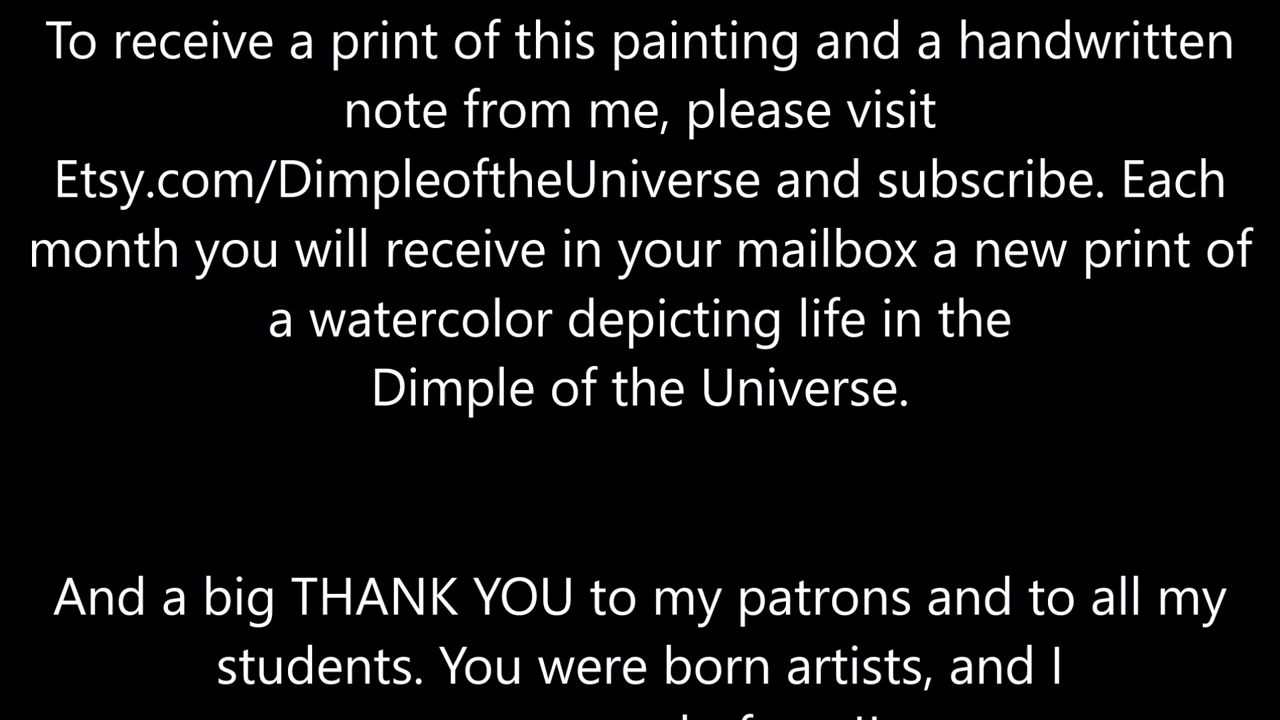 To receive a print of this painting and a handwritten
note from me, please visit
Etsy.com/DimpleoftheUniverse and subscribe. Each
month you will receive in your mailbox a new print of
a watercolor depicting life in the
Dimple of the Universe.
And a big THANK YOU to my patrons and to all my
students. You were born artists, and I